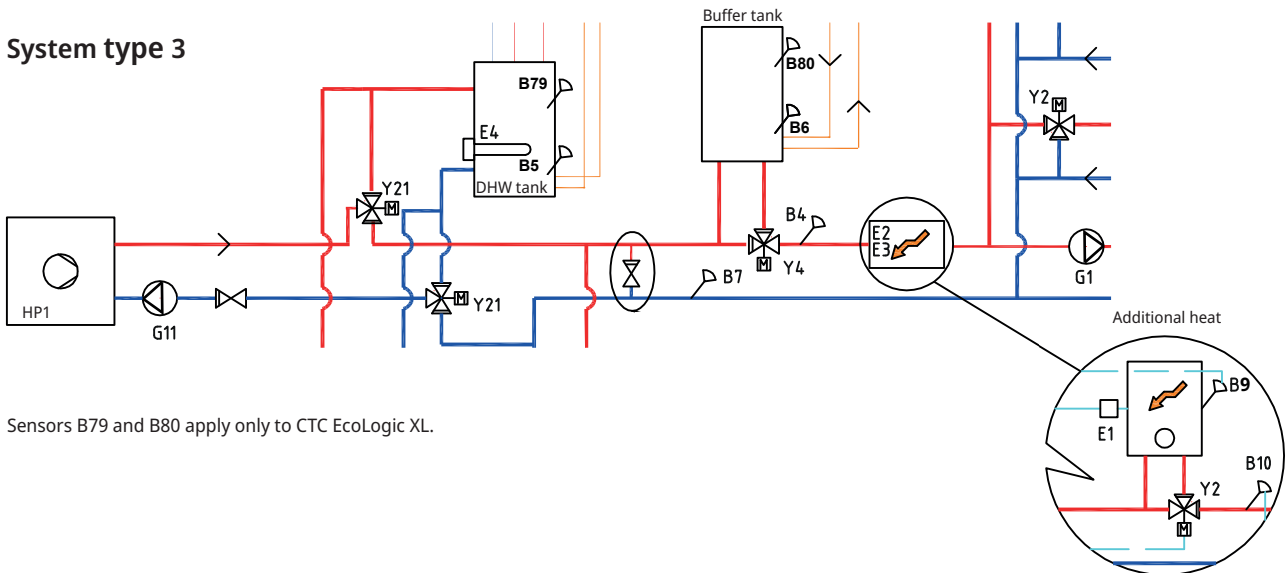 System type 3
Buffer tank
B79
B80
E4
B6
B5
DHW tank
Y2
Y21
B4
E2
E3
Y4
G1
B7
HP1
G11
Y21
Additional heat
B9
E1
B10
Y2
M
M
M
M
M
Sensors B79 and B80 apply only to CTC EcoLogic XL.